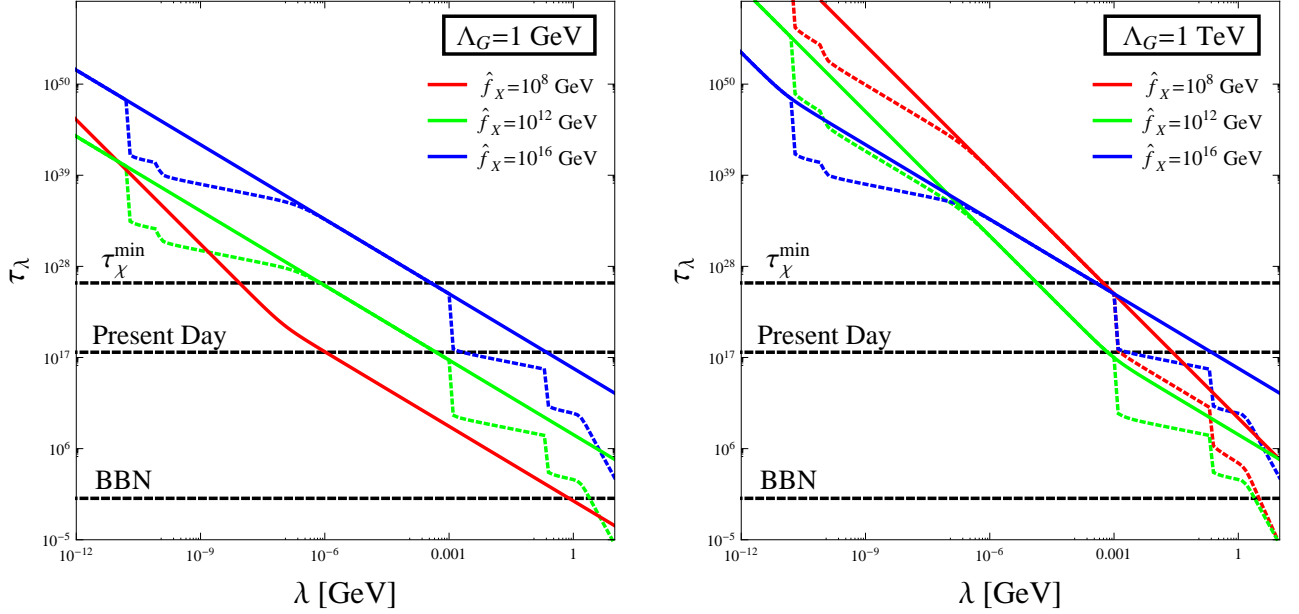 Λ_G=1 GeV
f̂_X=10^8 GeV
f̂_X=10^12 GeV
f̂_X=10^16 GeV
10^50
10^39
10^28
10^17
10^6
10^-5
τ_λ
τ_χ^min
Present Day
BBN
10^-12
10^-9
10^-6
0.001
1
λ [GeV]
Λ_G=1 TeV
f̂_X=10^8 GeV
f̂_X=10^12 GeV
f̂_X=10^16 GeV
10^50
10^39
10^28
10^17
10^6
10^-5
τ_λ
τ_χ^min
Present Day
BBN
10^-12
10^-9
10^-6
0.001
1
λ [GeV]